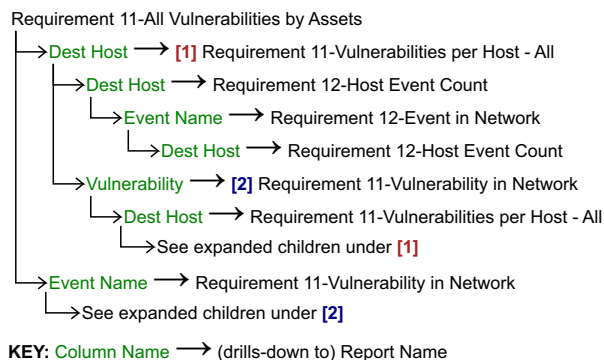 Requirement 11-All Vulnerabilities by Assets
Dest Host → [1] Requirement 11-Vulnerabilities per Host - All
Dest Host → Requirement 12-Host Event Count
Event Name → Requirement 12-Event in Network
Dest Host → Requirement 12-Host Event Count
Vulnerability → [2] Requirement 11-Vulnerability in Network
Dest Host → Requirement 11-Vulnerabilities per Host - All
See expanded children under [1]
Event Name → Requirement 11-Vulnerability in Network
See expanded children under [2]
KEY: Column Name → (drills-down to) Report Name